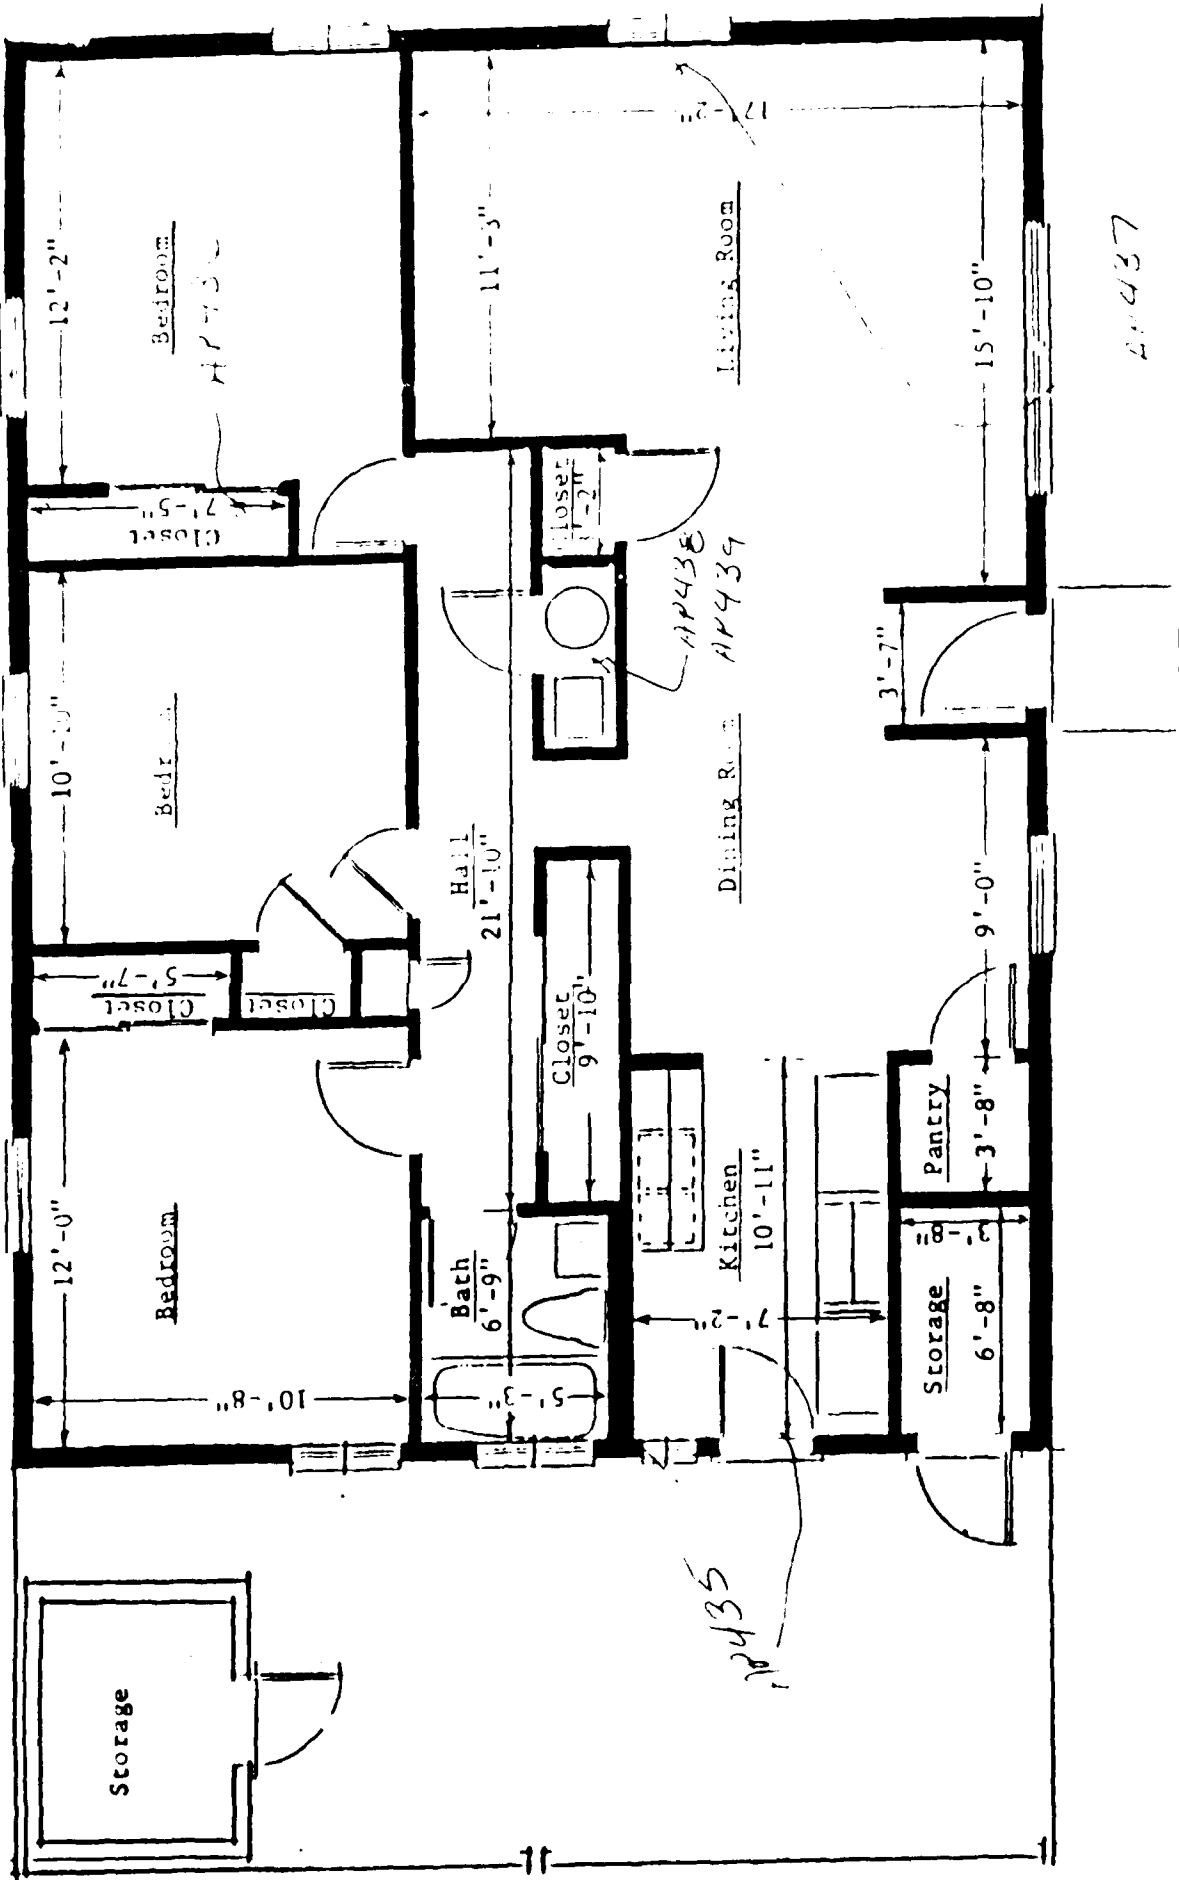 Storage
12'-0"
Bedroom
10'-8"
5'-7"
Closet
Closet
10'-10"
7'-5"
Closet
12'-2"
Bedroom
Bath
6'-9"
5'-3"
Hall
21'-10"
Closet
9'-10"
Closet
11'-3"
17'-2"
Living Room
15'-10"
AP438
AP439
Dining
3'-7"
9'-0"
Kitchen
10'-11"
7'-2"
Pantry
3'-8"
Storage
3'-8"
6'-8"
AP435